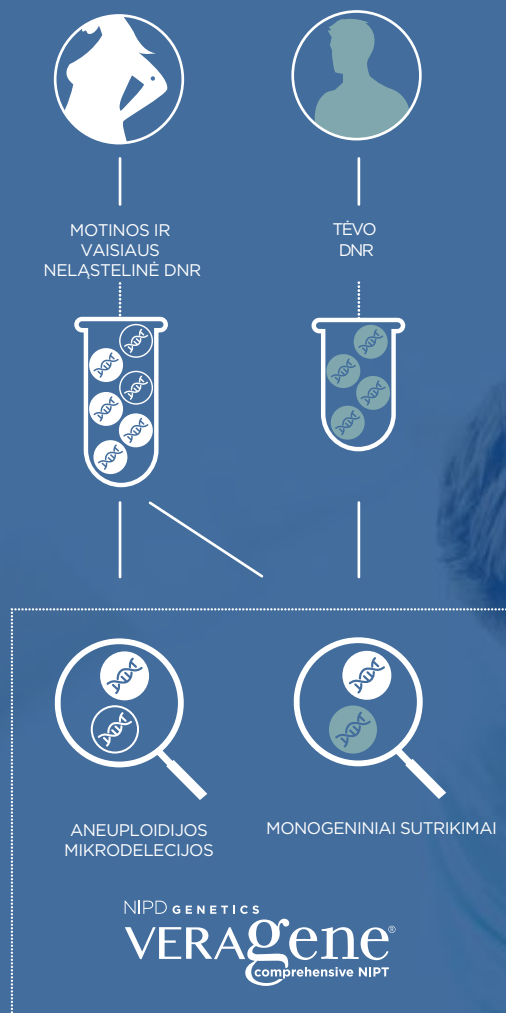 MOTINOS IR
VAISIAUS
NELĄSTELINĖ DNR
TĖVO
DNR
ANEUPLOIDIJOS
MIKRODELECIJOS
MONOGENINIAI SUTRIKIMAI
NIPD GENETICS
VERAgene®
comprehensive NIPT